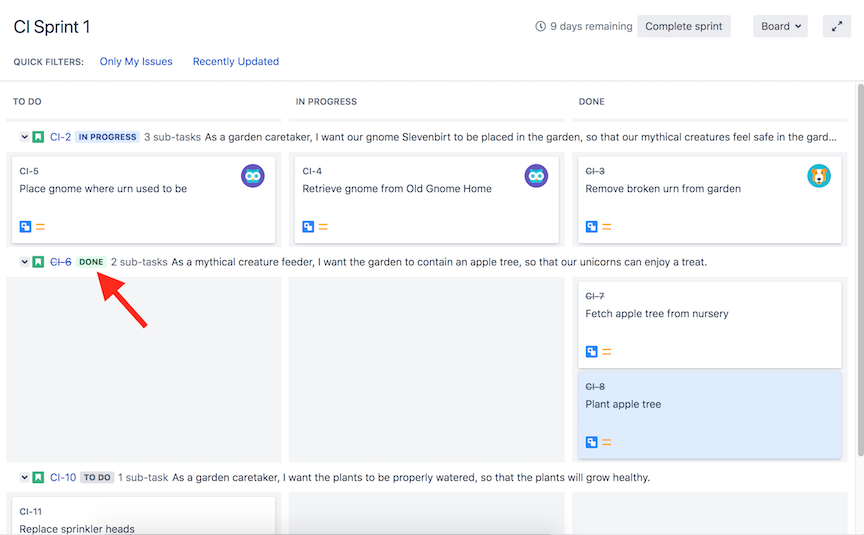 CI Sprint 1
9 days remaining Complete sprint Board
QUICK FILTERS: Only My Issues Recently Updated
TO DO IN PROGRESS DONE
CI-2 IN PROGRESS 3 sub-tasks As a garden caretaker, I want our gnome Slevenbirt to be placed in the garden, so that our mythical creatures feel safe in the gard...
CI-5
Place gnome where urn used to be
CI-4
Retrieve gnome from Old Gnome Home
CI-3
Remove broken urn from garden
CI-6 DONE 2 sub-tasks As a mythical creature feeder, I want the garden to contain an apple tree, so that our unicorns can enjoy a treat.
CI-7
Fetch apple tree from nursery
CI-8
Plant apple tree
CI-10 TO DO 1 sub-task As a garden caretaker, I want the plants to be properly watered, so that the plants will grow healthy.
CI-11
Replace sprinkler heads